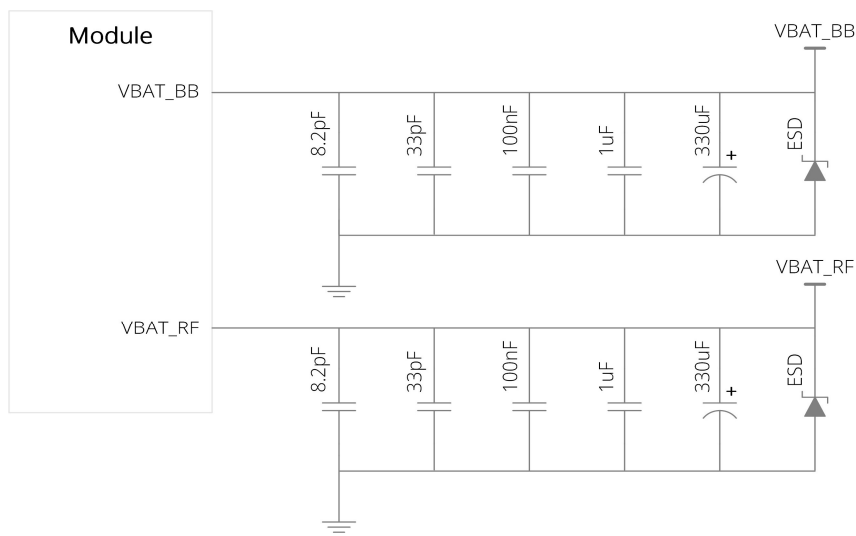 Module
VBAT_BB
VBAT_BB
8.2pF
33pF
100nF
1uF
330uF
+
ESD
VBAT_RF
VBAT_RF
8.2pF
33pF
100nF
1uF
330uF
+
ESD